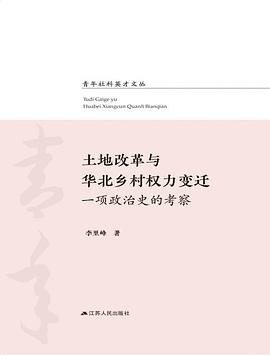 青年社科英才文丛
Tudi Gaige yu
Huabei Xiangcun Quanli Bianqian
土地改革与
华北乡村权力变迁
一项政治史的考察
李里峰 著
青年
江苏人民出版社